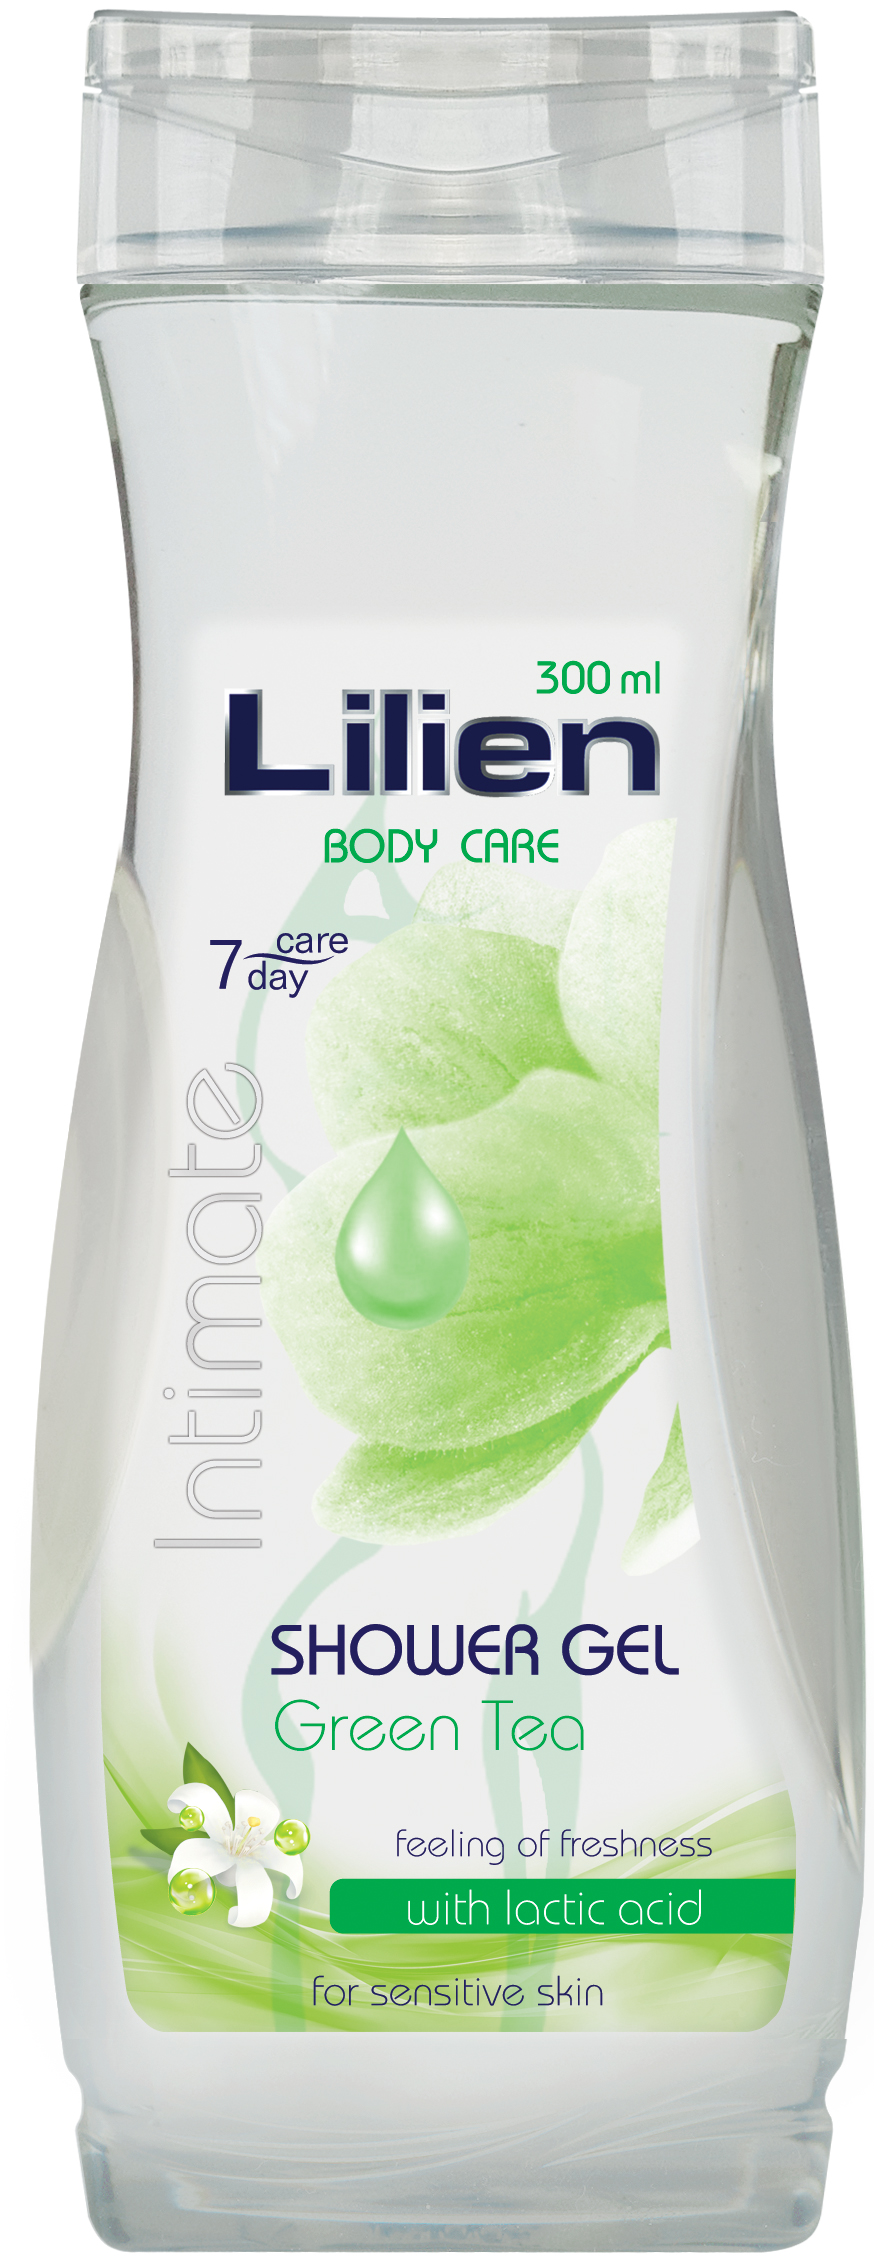 300 ml
Lilien
BODY CARE
7 day care
Intimate
SHOWER GEL
Green Tea
feeling of freshness
with lactic acid
for sensitive skin